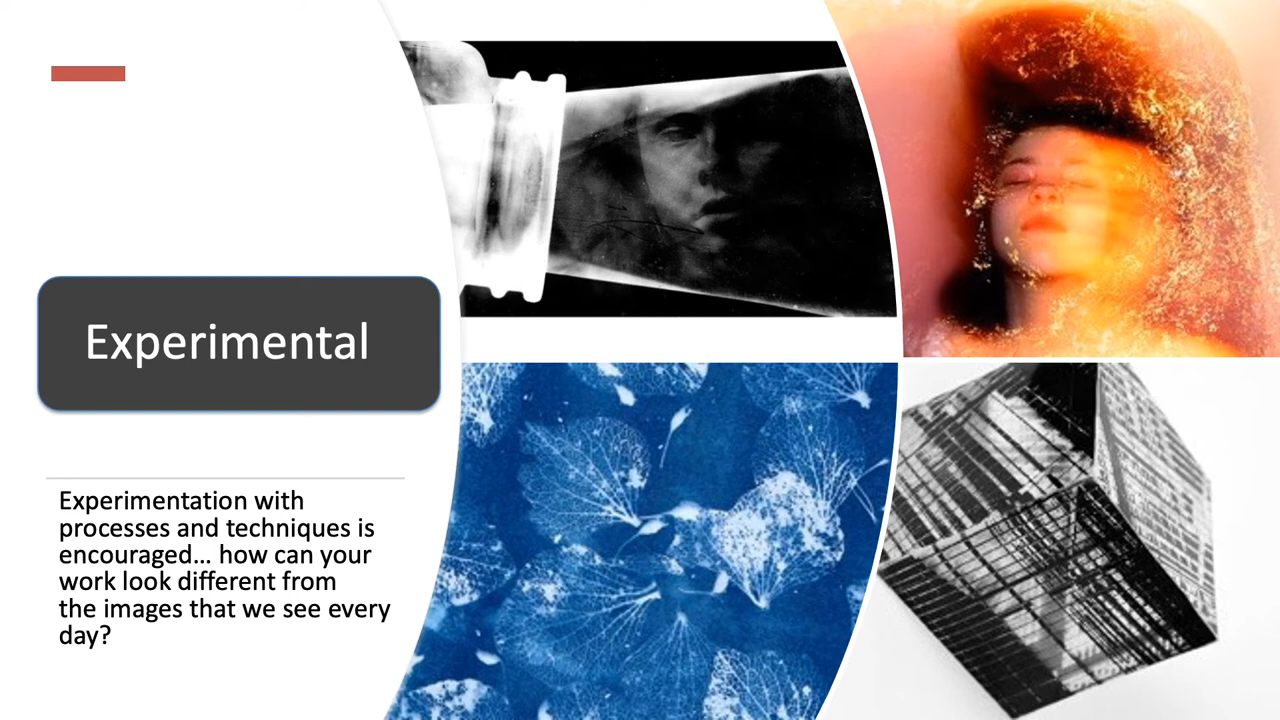 Experimental
Experimentation with
processes and techniques is
encouraged... how can your
work look different from
the images that we see every
day?